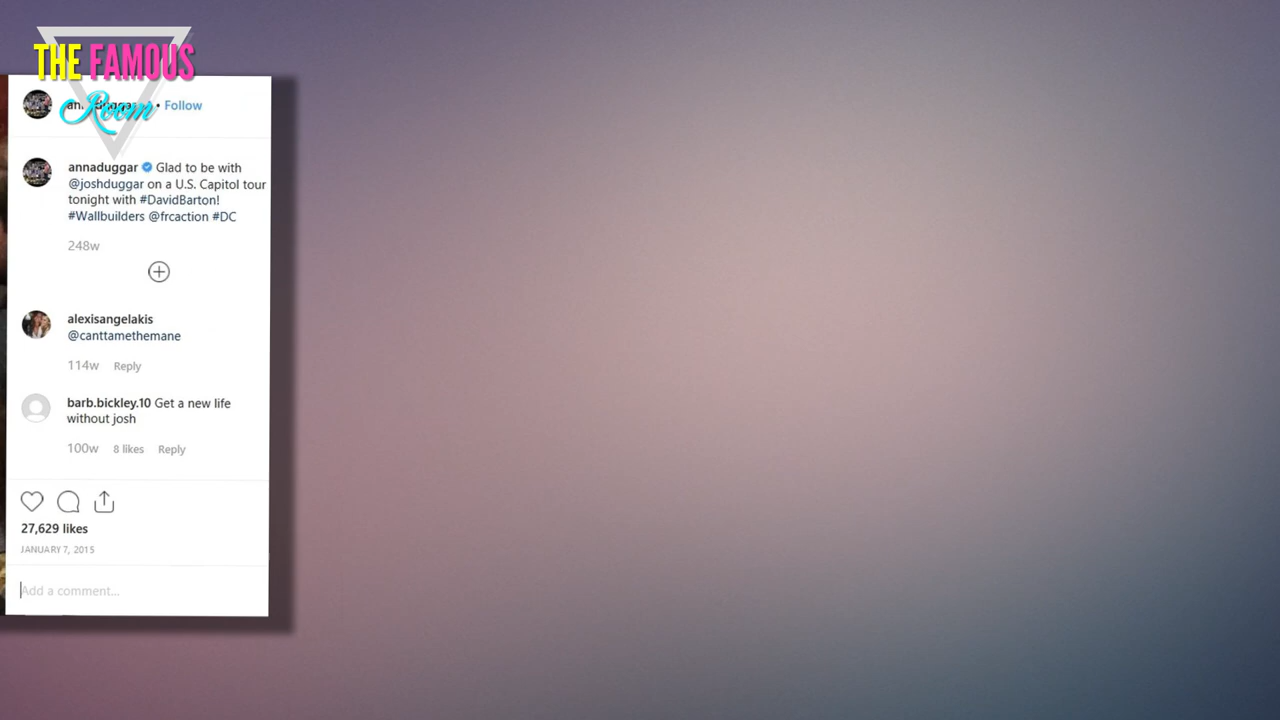 THE FAMOUS
Room
• Follow
annaduggar Glad to be with
@joshduggar on a U.S. Capitol tour
tonight with #DavidBarton!
#Wallbuilders @frcaction #DC
248w
alexisangelakis
@canttamethemane
114w Reply
barb.bickley.10 Get a new life
without josh
100w 8 likes Reply
27,629 likes
JANUARY 7, 2015
Add a comment...